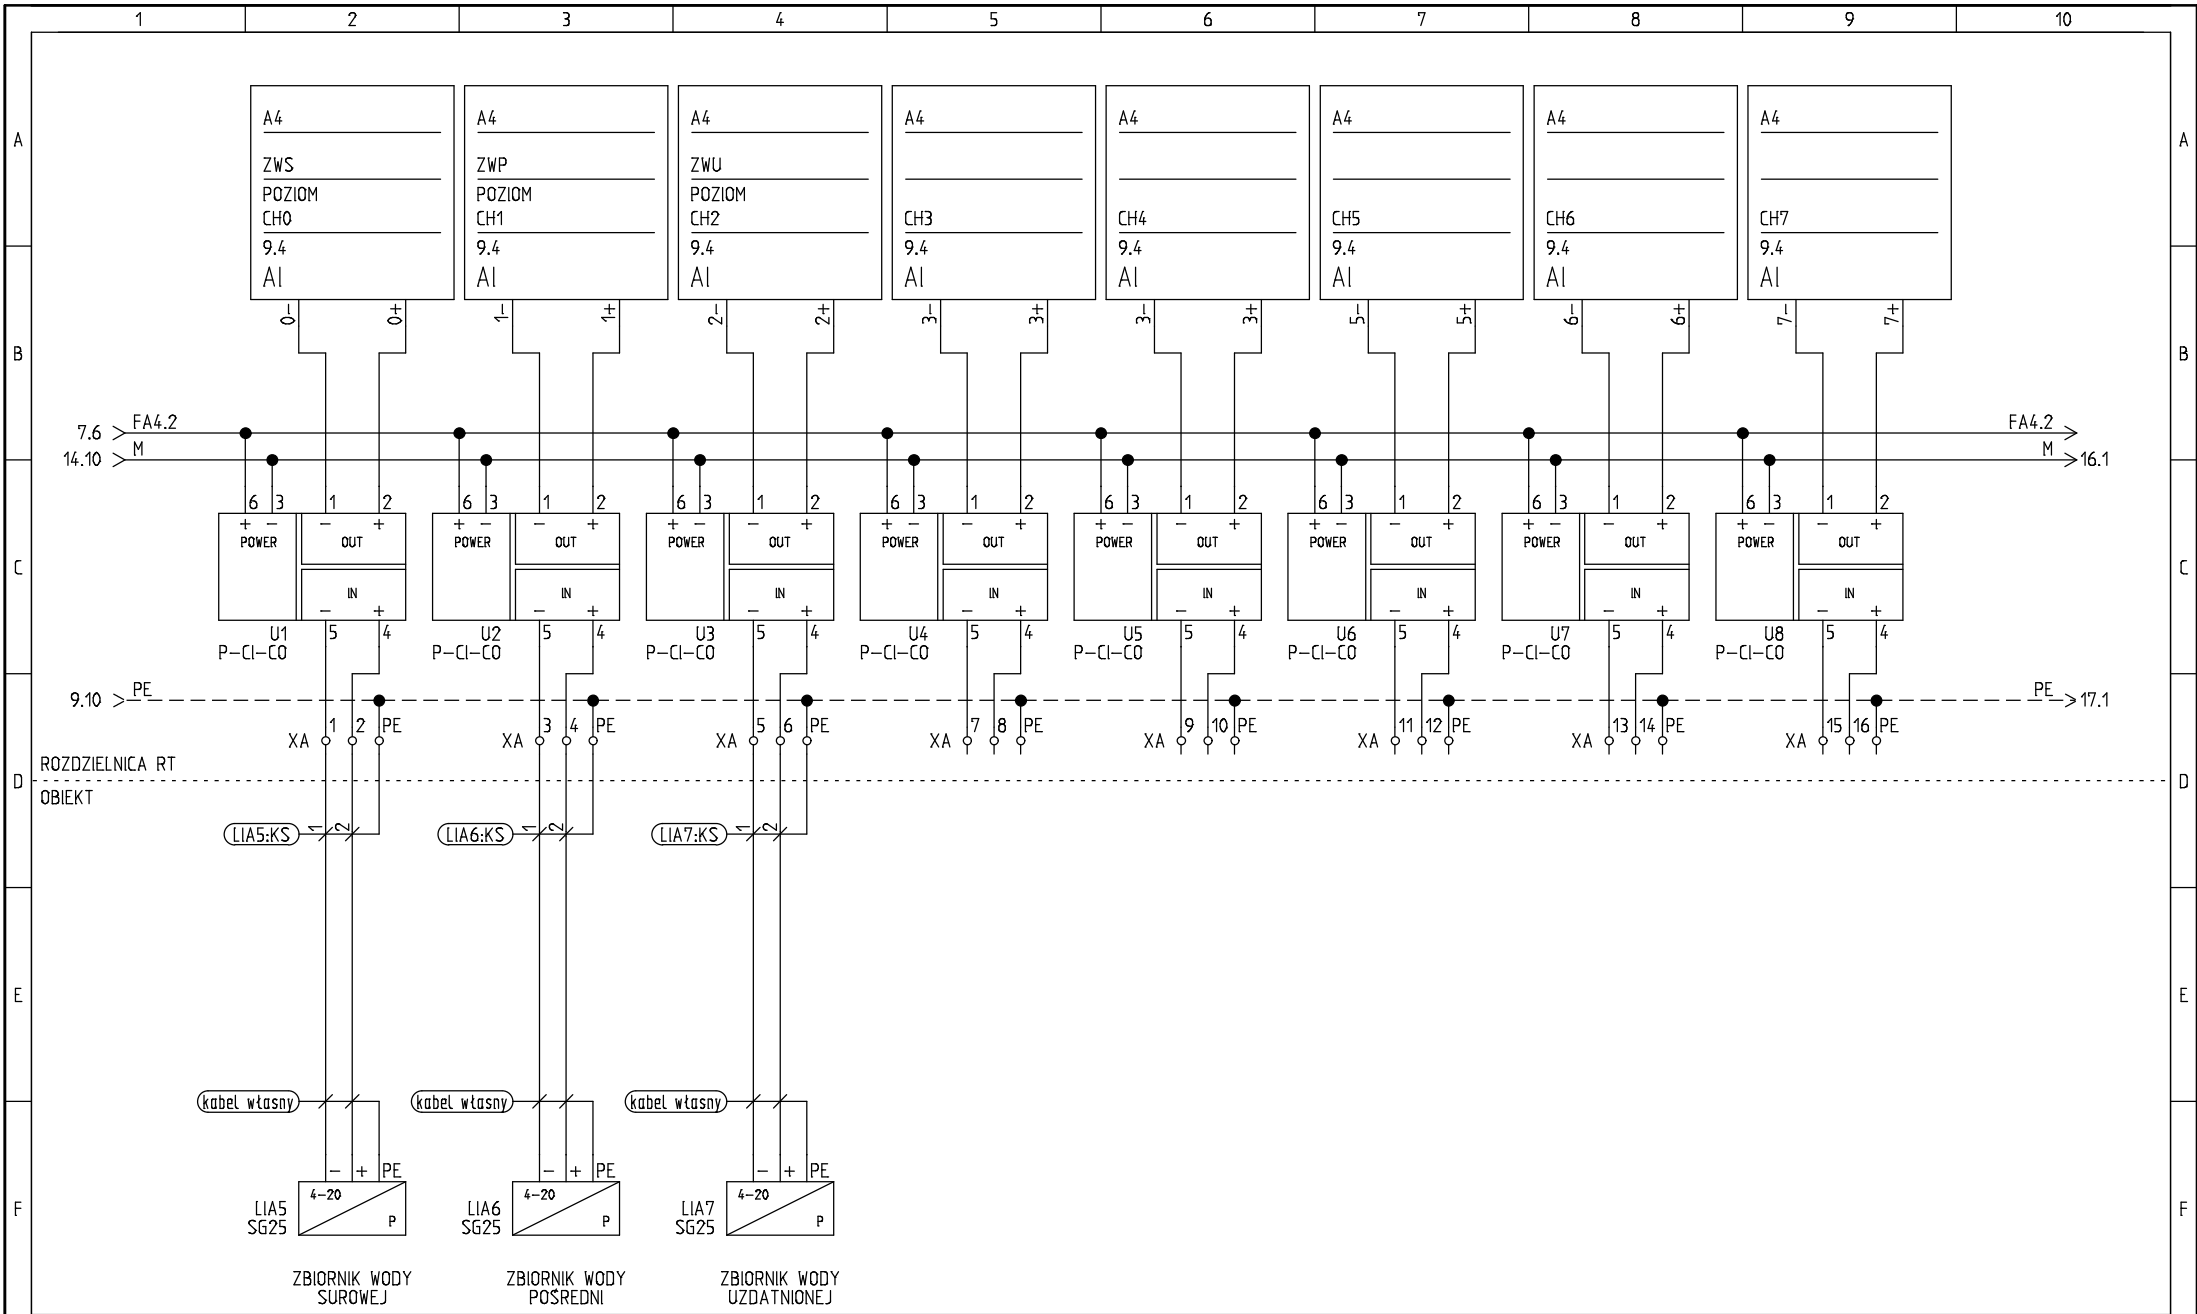 1 2 3 4 5 6 7 8 9 10
A A
A4 A4 A4 A4 A4 A4 A4 A4
ZWS ZWP ZWU
POZIOM POZIOM POZIOM
CH0 CH1 CH2 CH3 CH4 CH5 CH6 CH7
9.4 9.4 9.4 9.4 9.4 9.4 9.4 9.4
AI AI AI AI AI AI AI AI
0- 0+ 1- 1+ 2- 2+ 3- 3+ 3- 3+ 5- 5+ 6- 6+ 7- 7+
B B
7.6 FA4.2 FA4.2
14.10 M M 16.1
6 3 1 2 6 3 1 2 6 3 1 2 6 3 1 2 6 3 1 2 6 3 1 2 6 3 1 2 6 3 1 2
+ - - + + - - + + - - + + - - + + - - + + - - + + - - + + - - +
POWER OUT POWER OUT POWER OUT POWER OUT POWER OUT POWER OUT POWER OUT POWER OUT
C C
IN IN IN IN IN IN IN IN
- + - + - + - + - + - + - + - +
U1 5 4 U2 5 4 U3 5 4 U4 5 4 U5 5 4 U6 5 4 U7 5 4 U8 5 4
P-CI-CO P-CI-CO P-CI-CO P-CI-CO P-CI-CO P-CI-CO P-CI-CO P-CI-CO
9.10 PE PE 17.1
1 2 PE 3 4 PE 5 6 PE 7 8 PE 9 10 PE 11 12 PE 13 14 PE 15 16 PE
XA XA XA XA XA XA XA XA
ROZDZIELNICA RT
D D
OBIEKT
LIA5:KS 1 2 LIA6:KS 1 2 LIA7:KS 1 2
E E
kabel własny kabel własny kabel własny
- + PE - + PE - + PE
4-20 4-20 4-20
F F
LIA5 LIA6 LIA7
P P P
SG25 SG25 SG25
ZBIORNIK WODY ZBIORNIK WODY ZBIORNIK WODY
SUROWEJ POŚREDNI UZDATNIONEJ